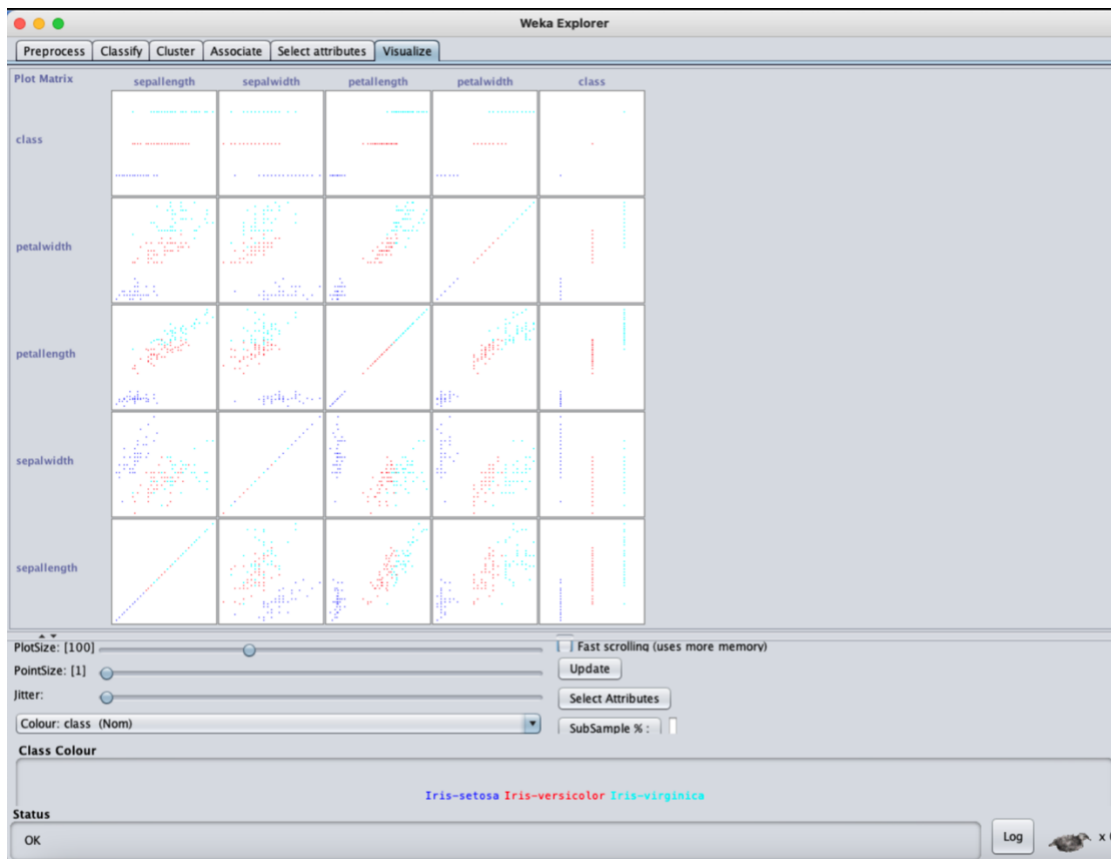 Weka Explorer
Preprocess Classify Cluster Associate Select attributes Visualize
Plot Matrix sepallength sepalwidth petallength petalwidth class
class
petalwidth
petallength
sepalwidth
sepallength
PlotSize: [100] Fast scrolling (uses more memory)
PointSize: [1] Update
Jitter: Select Attributes
Colour: class (Nom) SubSample % :
Class Colour
Iris-setosa Iris-versicolor Iris-virginica
Status
OK Log x